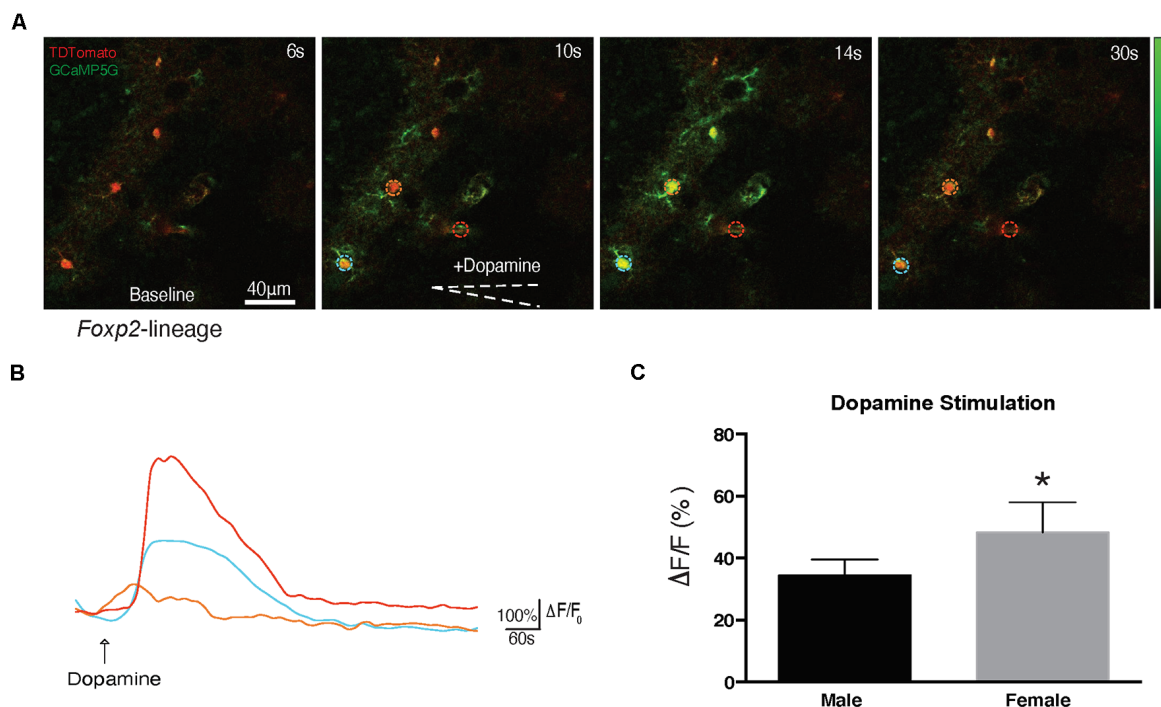 A
TDTomato
GCaMP5G
6s
10s
14s
30s
Baseline
40μm
+Dopamine
Foxp2-lineage
B
100%
ΔF/F0
60s
Dopamine
C
Dopamine Stimulation
ΔF/F (%)
80
60
40
20
0
*
Male
Female